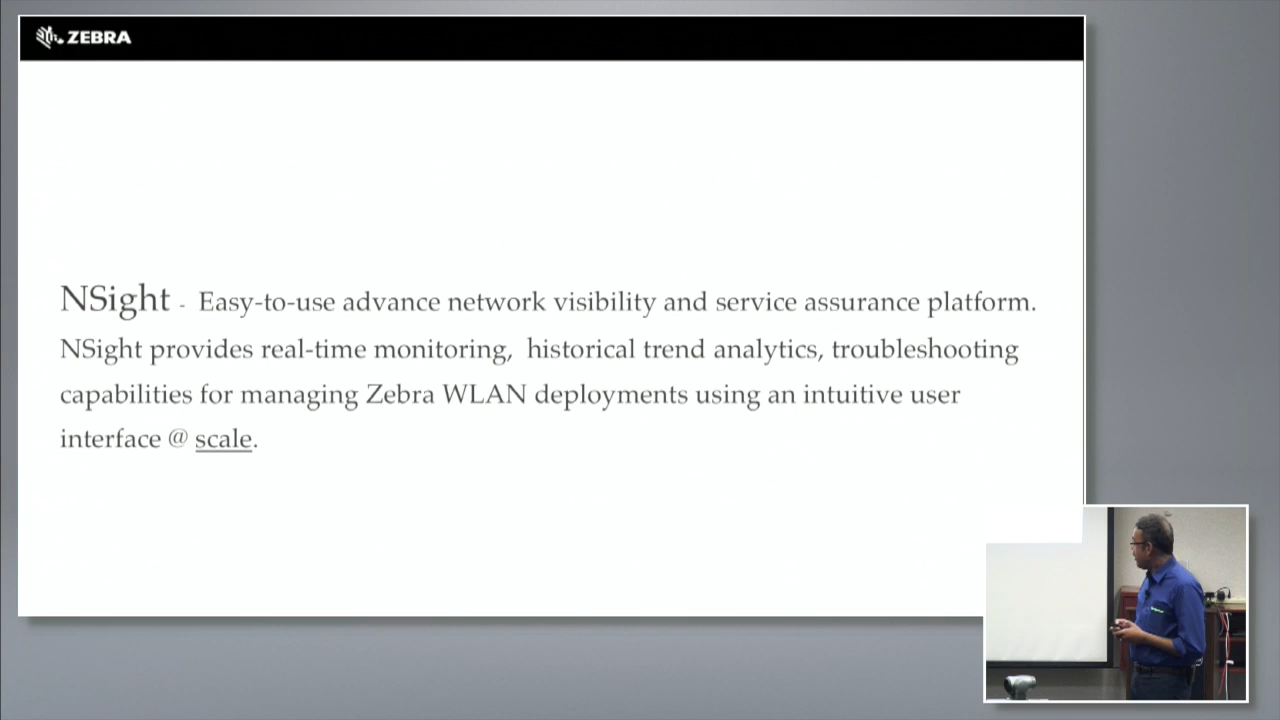 ZEBRA
NSight - Easy-to-use advance network visibility and service assurance platform.
NSight provides real-time monitoring, historical trend analytics, troubleshooting
capabilities for managing Zebra WLAN deployments using an intuitive user
interface @ scale.